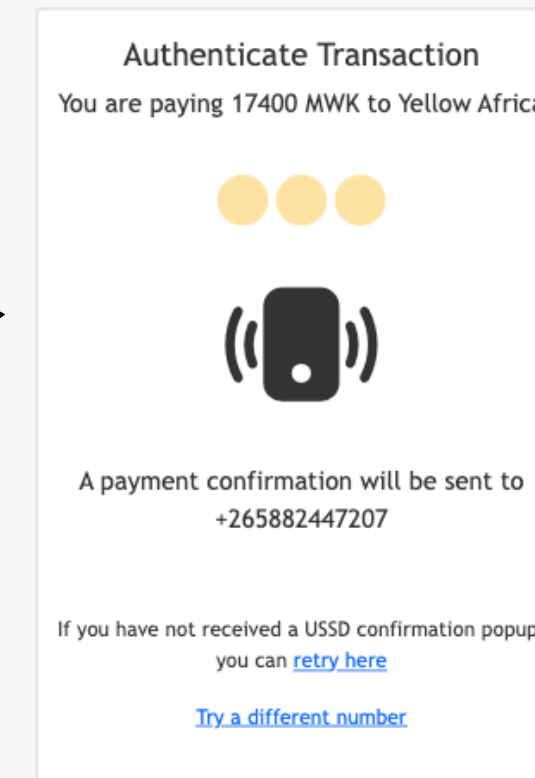 Authenticate Transaction
You are paying 17400 MWK to Yellow Africa
A payment confirmation will be sent to
+265882447207
If you have not received a USSD confirmation popup
you can retry here
Try a different number